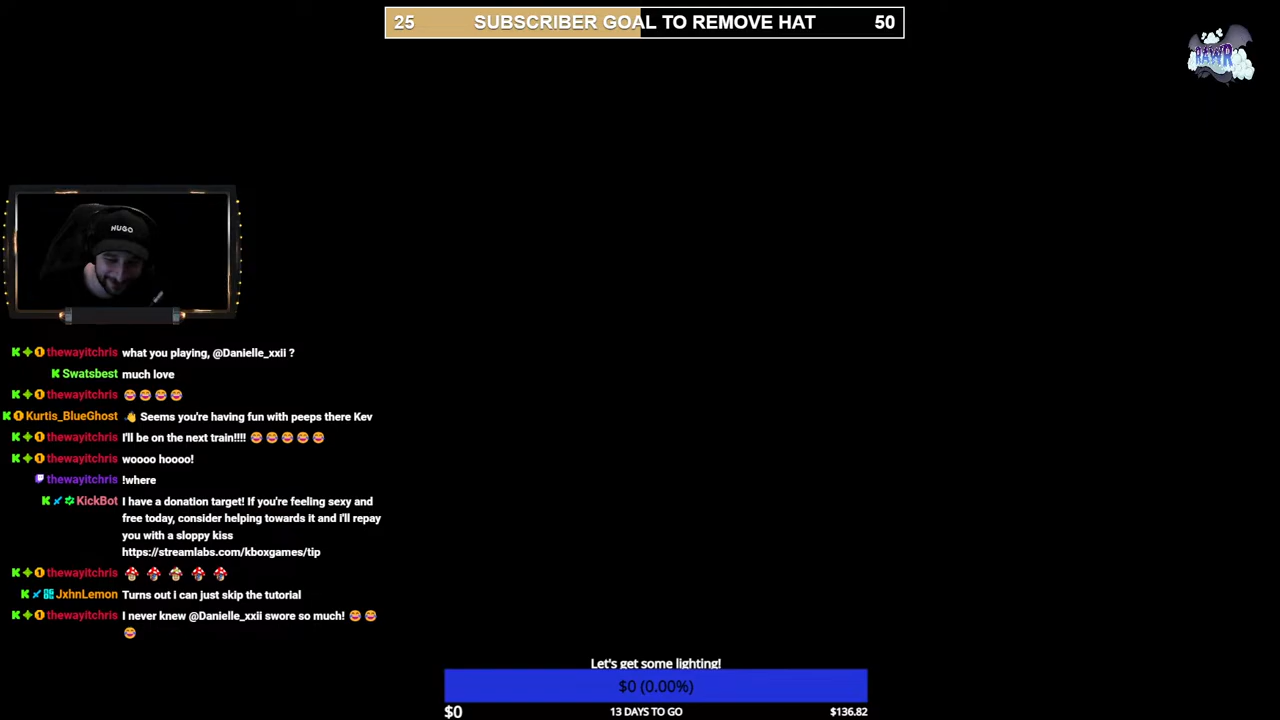 25 SUBSCRIBER GOAL TO REMOVE HAT 50
RAWR
HUGO
thewayitchris what you playing, @Danielle_xxii ?
Swatsbest much love
thewayitchris 😂 😂 😂 😂
Kurtis_BlueGhost 👋 Seems you're having fun with peeps there Kev
thewayitchris I'll be on the next train!!!! 😂 😂 😂 😂 😂
thewayitchris woooo hoooo!
thewayitchris !where
KickBot I have a donation target! If you're feeling sexy and
free today, consider helping towards it and i'll repay
you with a sloppy kiss
https://streamlabs.com/kboxgames/tip
thewayitchris 🍄 🍄 🍄 🍄 🍄
JxhnLemon Turns out i can just skip the tutorial
thewayitchris I never knew @Danielle_xxii swore so much! 😂 😂
😂
Let's get some lighting!
$0 (0.00%)
$0 13 DAYS TO GO $136.82